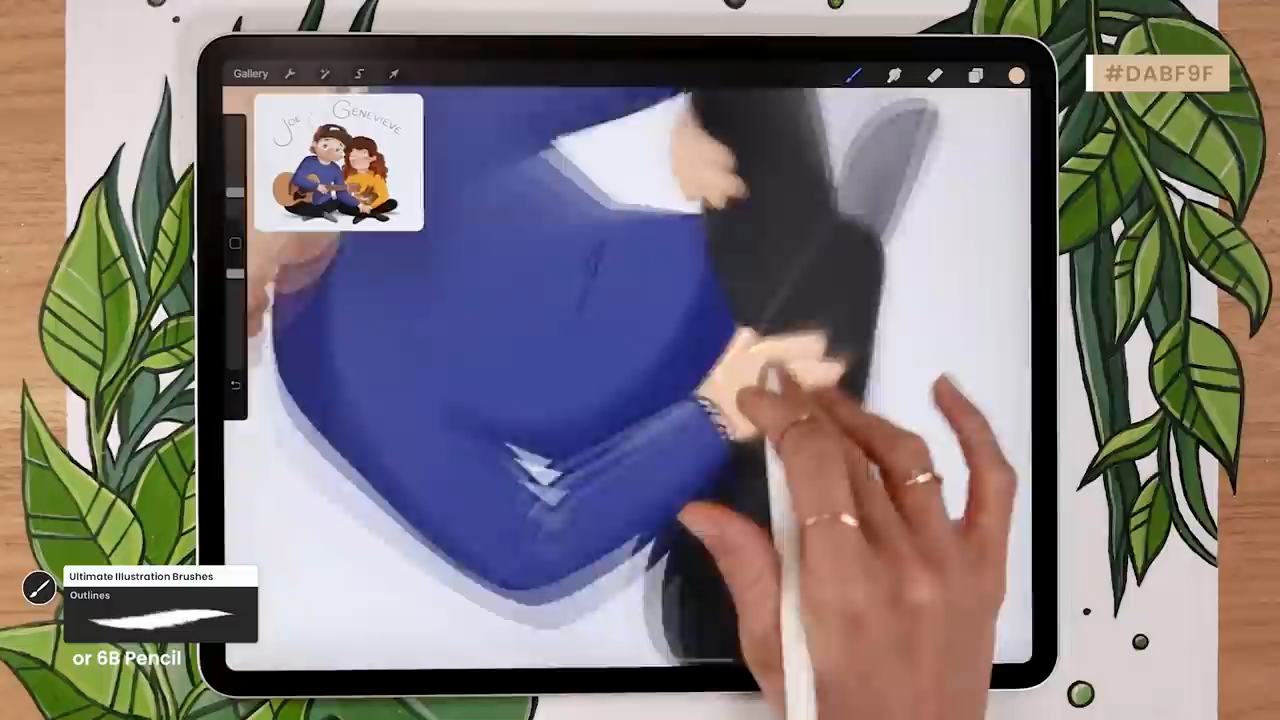 Gallery
#DABF9F
JOE & GENEVIEVE
Ultimate Illustration Brushes
Outlines
or 6B Pencil